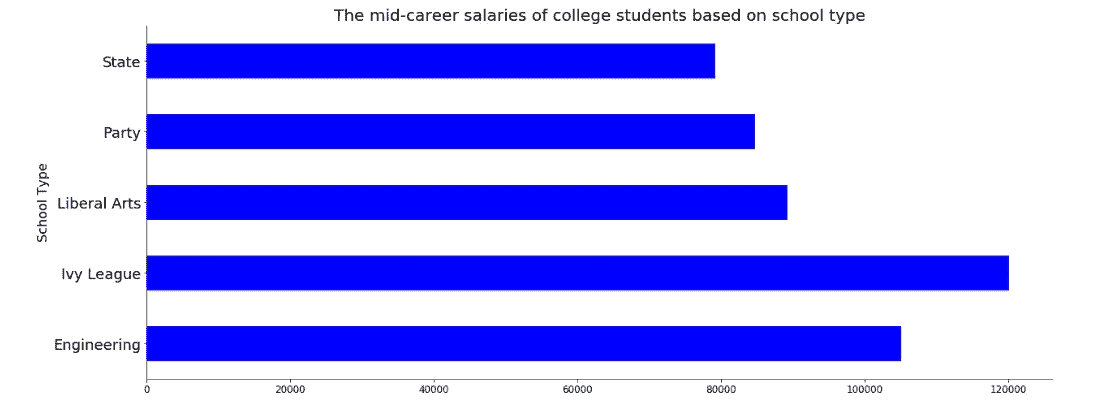 The mid-career salaries of college students based on school type
School Type
State
Party
Liberal Arts
Ivy League
Engineering
0 20000 40000 60000 80000 100000 120000